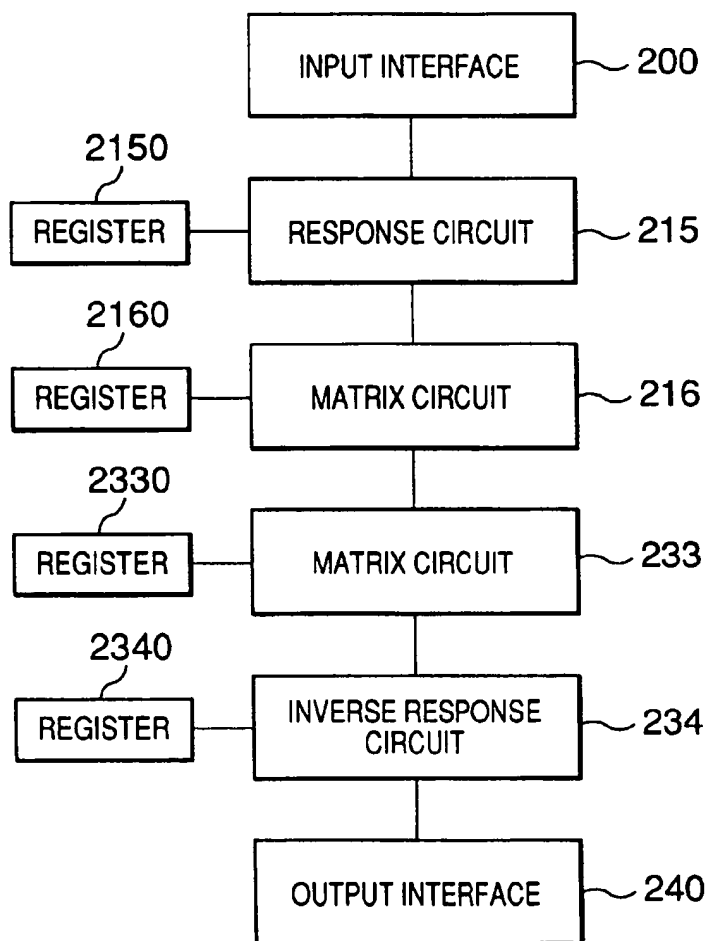 INPUT INTERFACE
200
2150
REGISTER
RESPONSE CIRCUIT
215
2160
REGISTER
MATRIX CIRCUIT
216
2330
REGISTER
MATRIX CIRCUIT
233
2340
REGISTER
INVERSE RESPONSE
CIRCUIT
234
OUTPUT INTERFACE
240